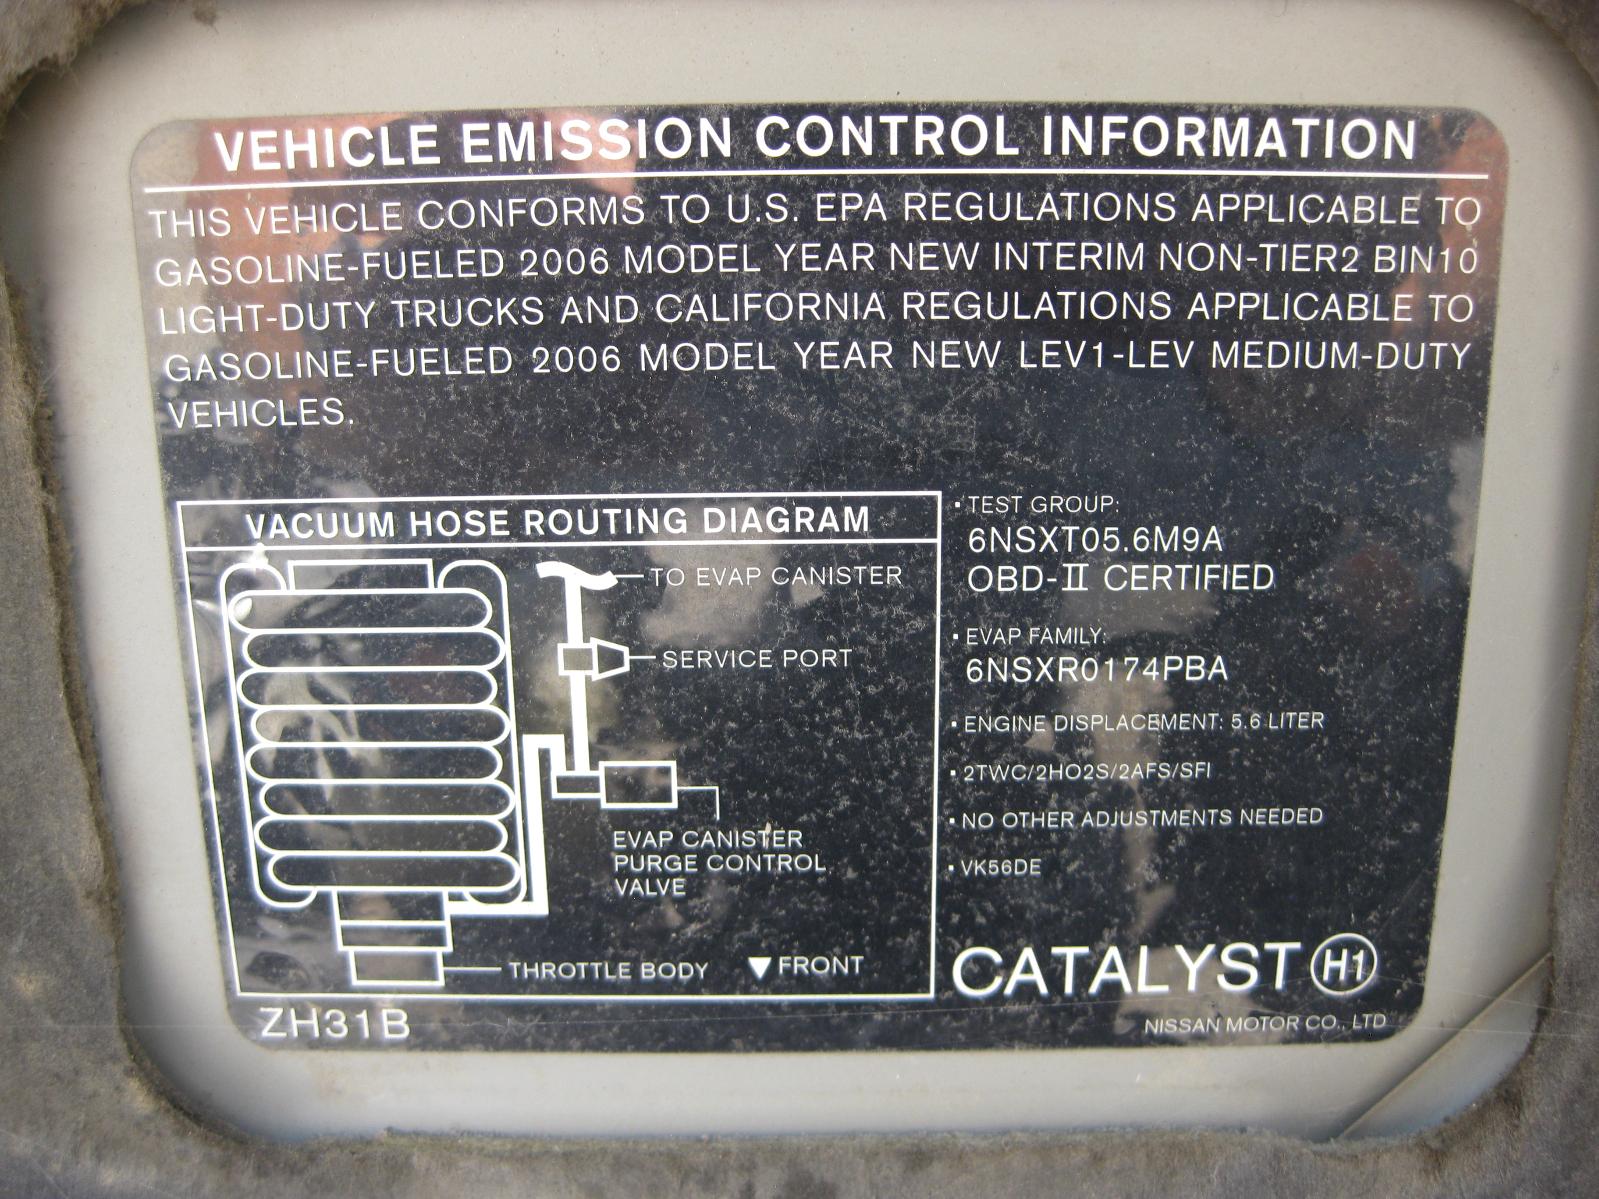 VEHICLE EMISSION CONTROL INFORMATION
THIS VEHICLE CONFORMS TO U.S. EPA REGULATIONS APPLICABLE TO
GASOLINE-FUELED 2006 MODEL YEAR NEW INTERIM NON-TIER2 BIN10
LIGHT-DUTY TRUCKS AND CALIFORNIA REGULATIONS APPLICABLE TO
GASOLINE-FUELED 2006 MODEL YEAR NEW LEV1-LEV MEDIUM-DUTY
VEHICLES.
VACUUM HOSE ROUTING DIAGRAM
TO EVAP CANISTER
SERVICE PORT
EVAP CANISTER
PURGE CONTROL
VALVE
THROTTLE BODY ▼ FRONT
ZH31B
· TEST GROUP:
6NSXT05.6M9A
OBD-II CERTIFIED
· EVAP FAMILY:
6NSXR0174PBA
· ENGINE DISPLACEMENT: 5.6 LITER
· 2TWC/2HO2S/2AFS/SFI
· NO OTHER ADJUSTMENTS NEEDED
· VK56DE
CATALYST H1
NISSAN MOTOR CO., LTD